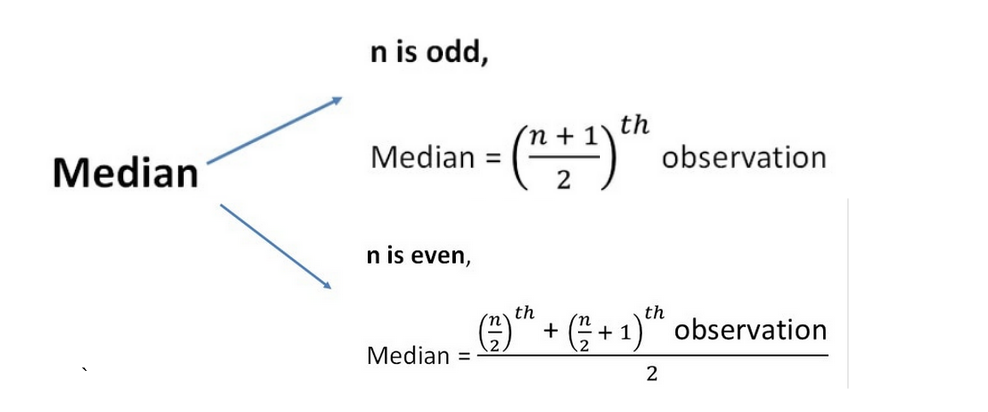 n is odd,
Median = (n + 1 / 2)^th observation
Median
n is even,
Median = ((n/2)^th + (n/2 + 1)^th observation) / 2
`